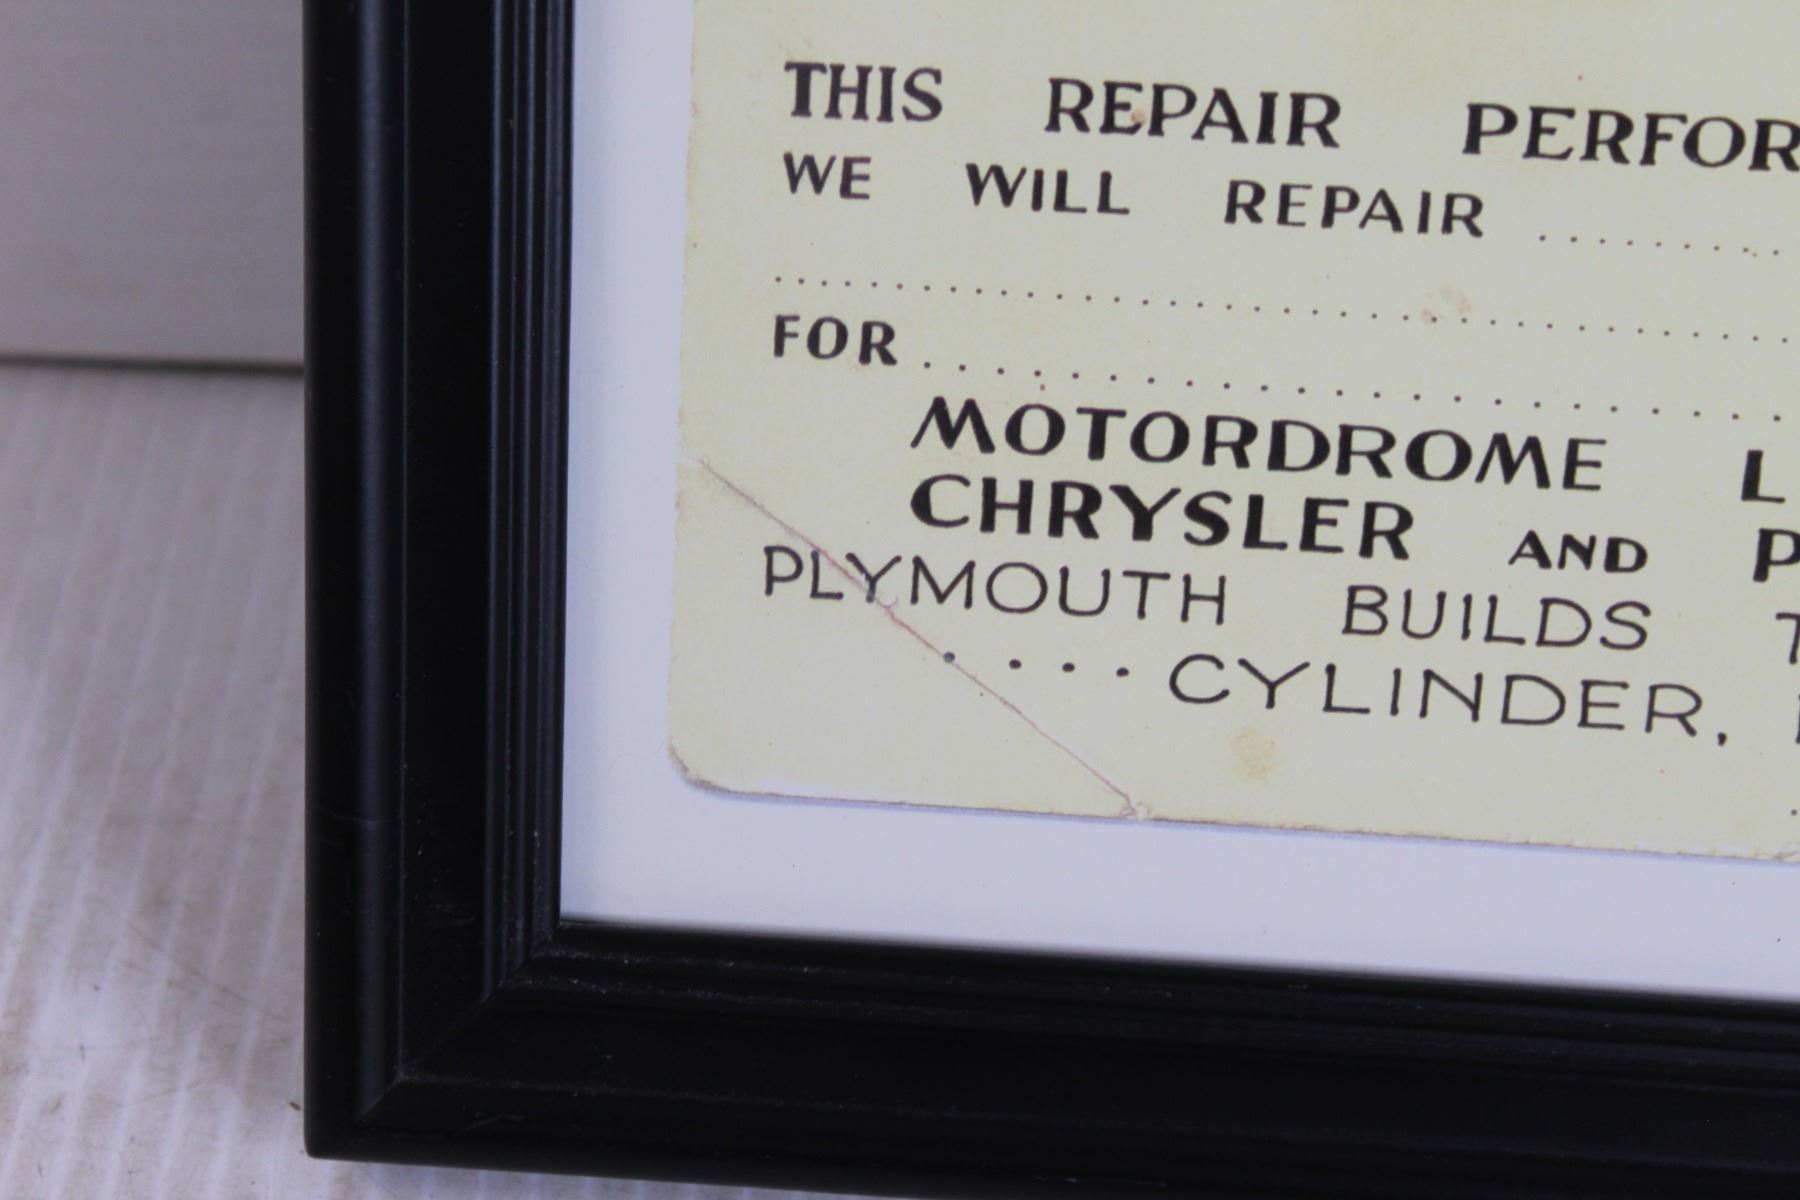 THIS REPAIR PERFOR
WE WILL REPAIR ..........
..............................
FOR ..............................
MOTORDROME L
CHRYSLER AND P
PLYMOUTH BUILDS T
.... CYLINDER,